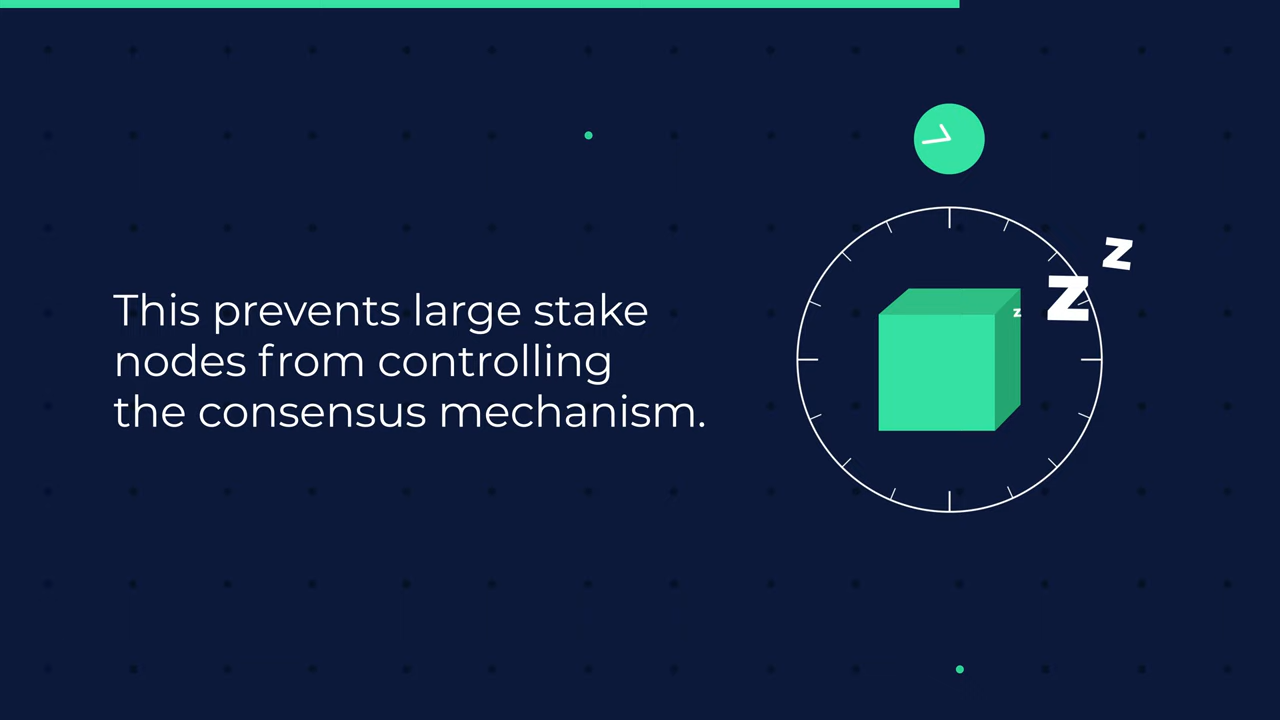 This prevents large stake
nodes from controlling
the consensus mechanism.
z
z
z